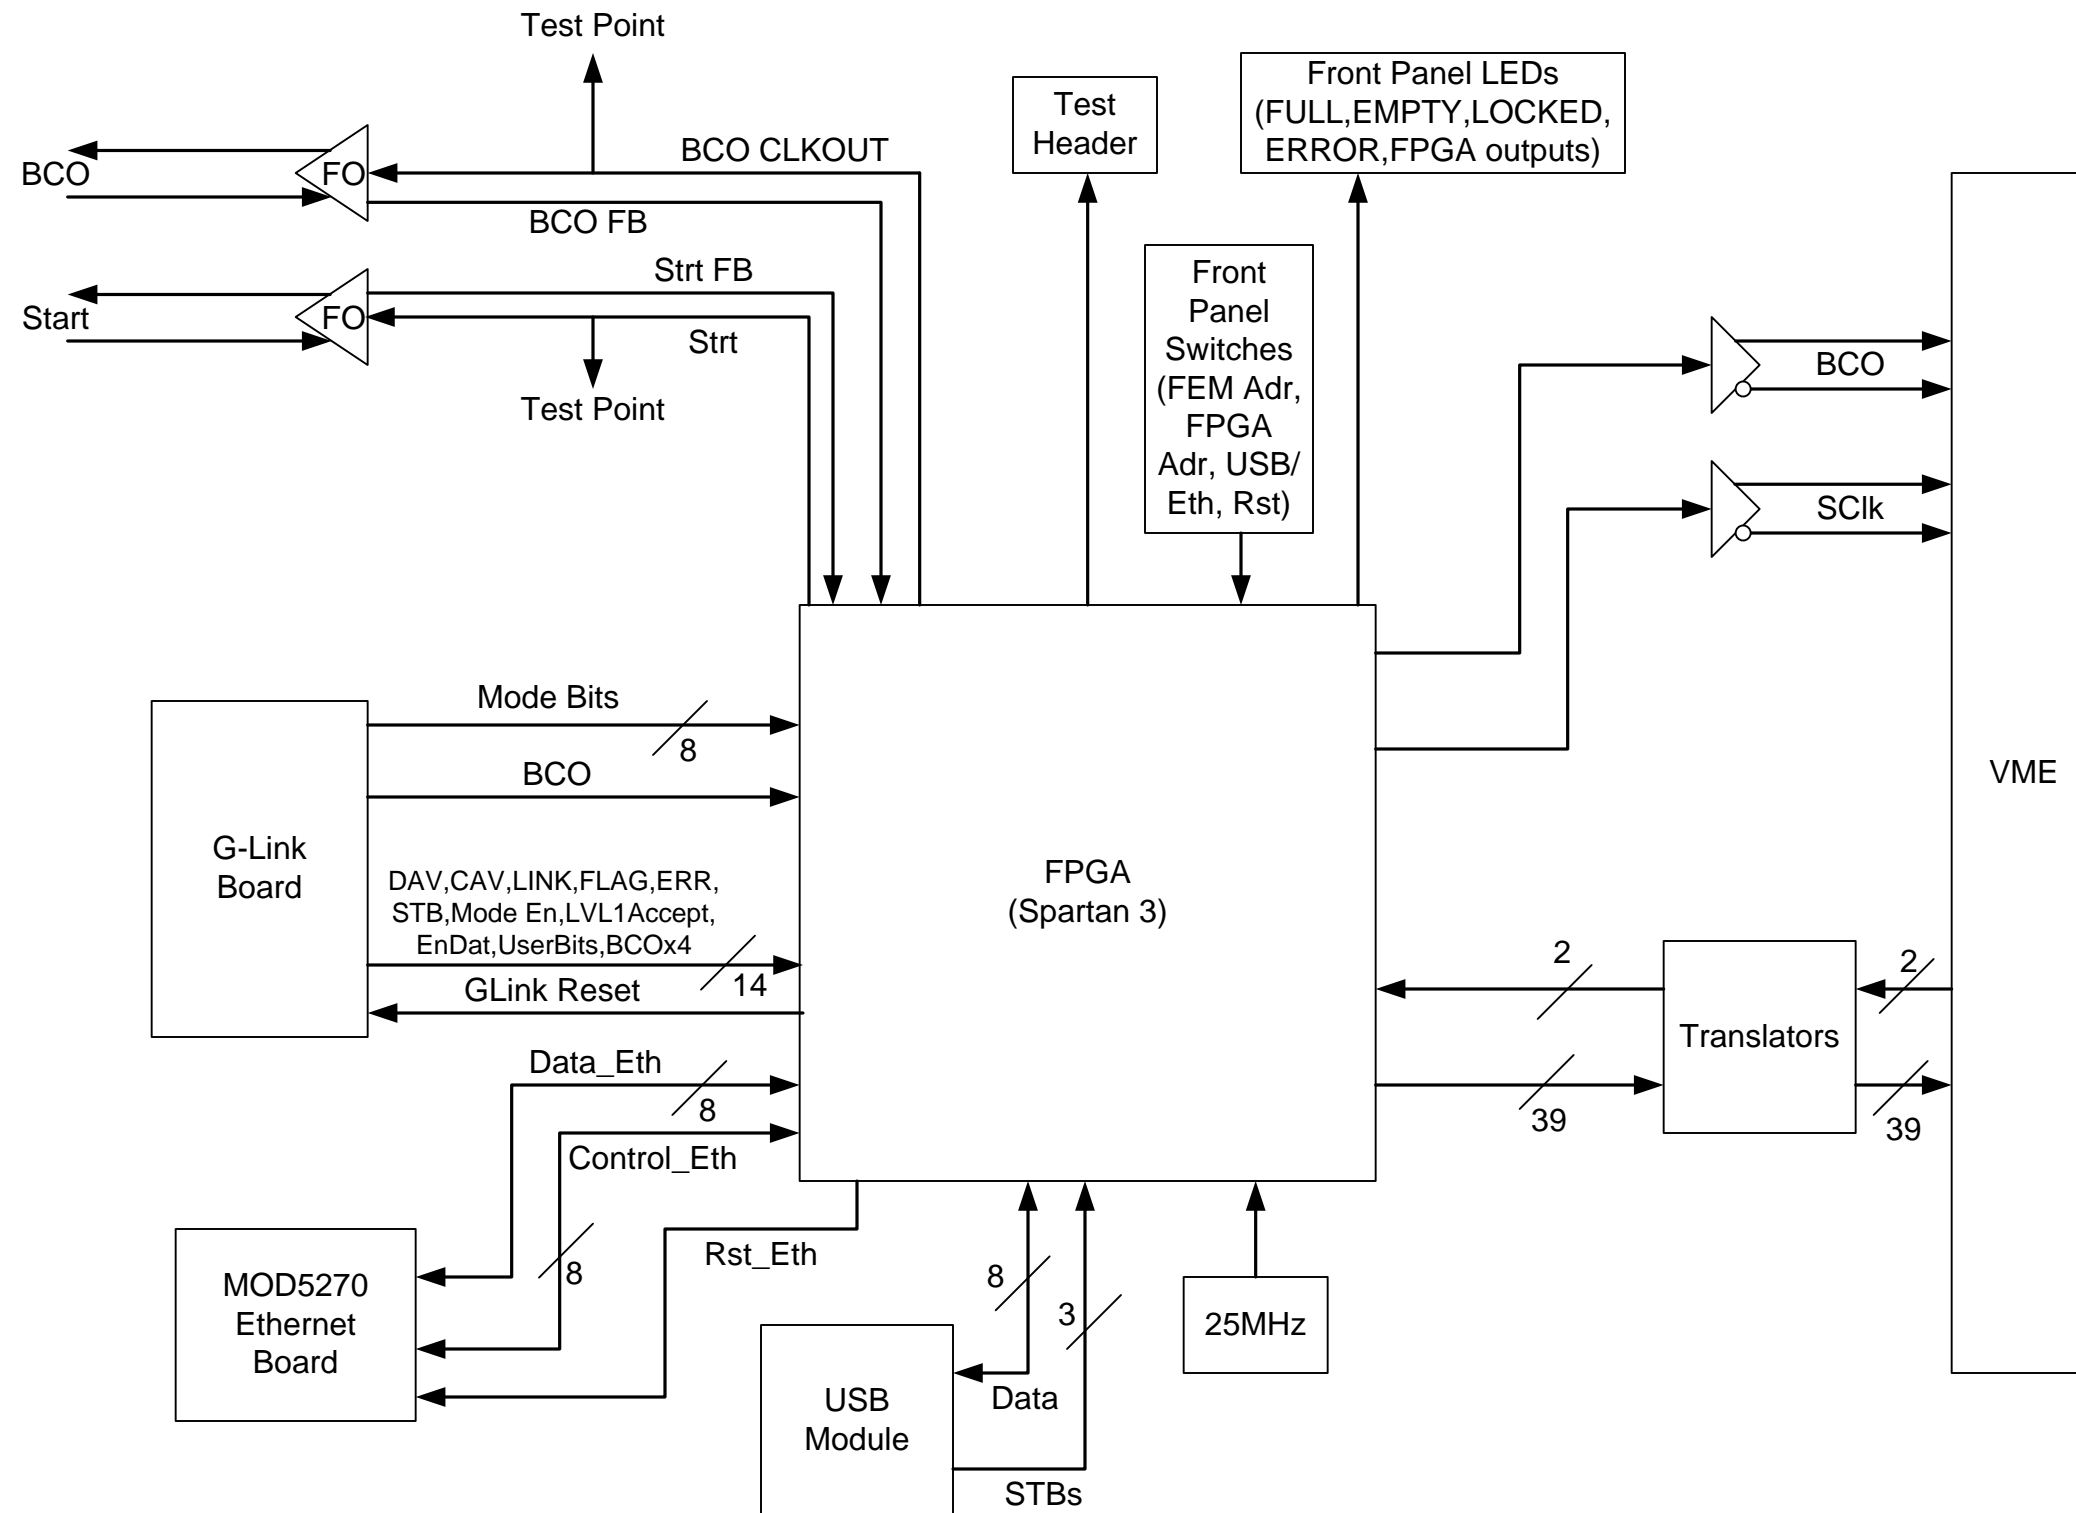 Test Point
BCO
FO
BCO CLKOUT
BCO FB
Start
FO
Strt FB
Strt
Test Point
Test
Header
Front Panel LEDs
(FULL,EMPTY,LOCKED,
ERROR,FPGA outputs)
Front
Panel
Switches
(FEM Adr,
FPGA
Adr, USB/
Eth, Rst)
BCO
SClk
VME
G-Link
Board
Mode Bits
8
BCO
DAV,CAV,LINK,FLAG,ERR,
STB,Mode En,LVL1Accept,
EnDat,UserBits,BCOx4
14
GLink Reset
FPGA
(Spartan 3)
2
2
Translators
39
39
Data_Eth
8
Control_Eth
8
Rst_Eth
MOD5270
Ethernet
Board
USB
Module
8
Data
3
STBs
25MHz